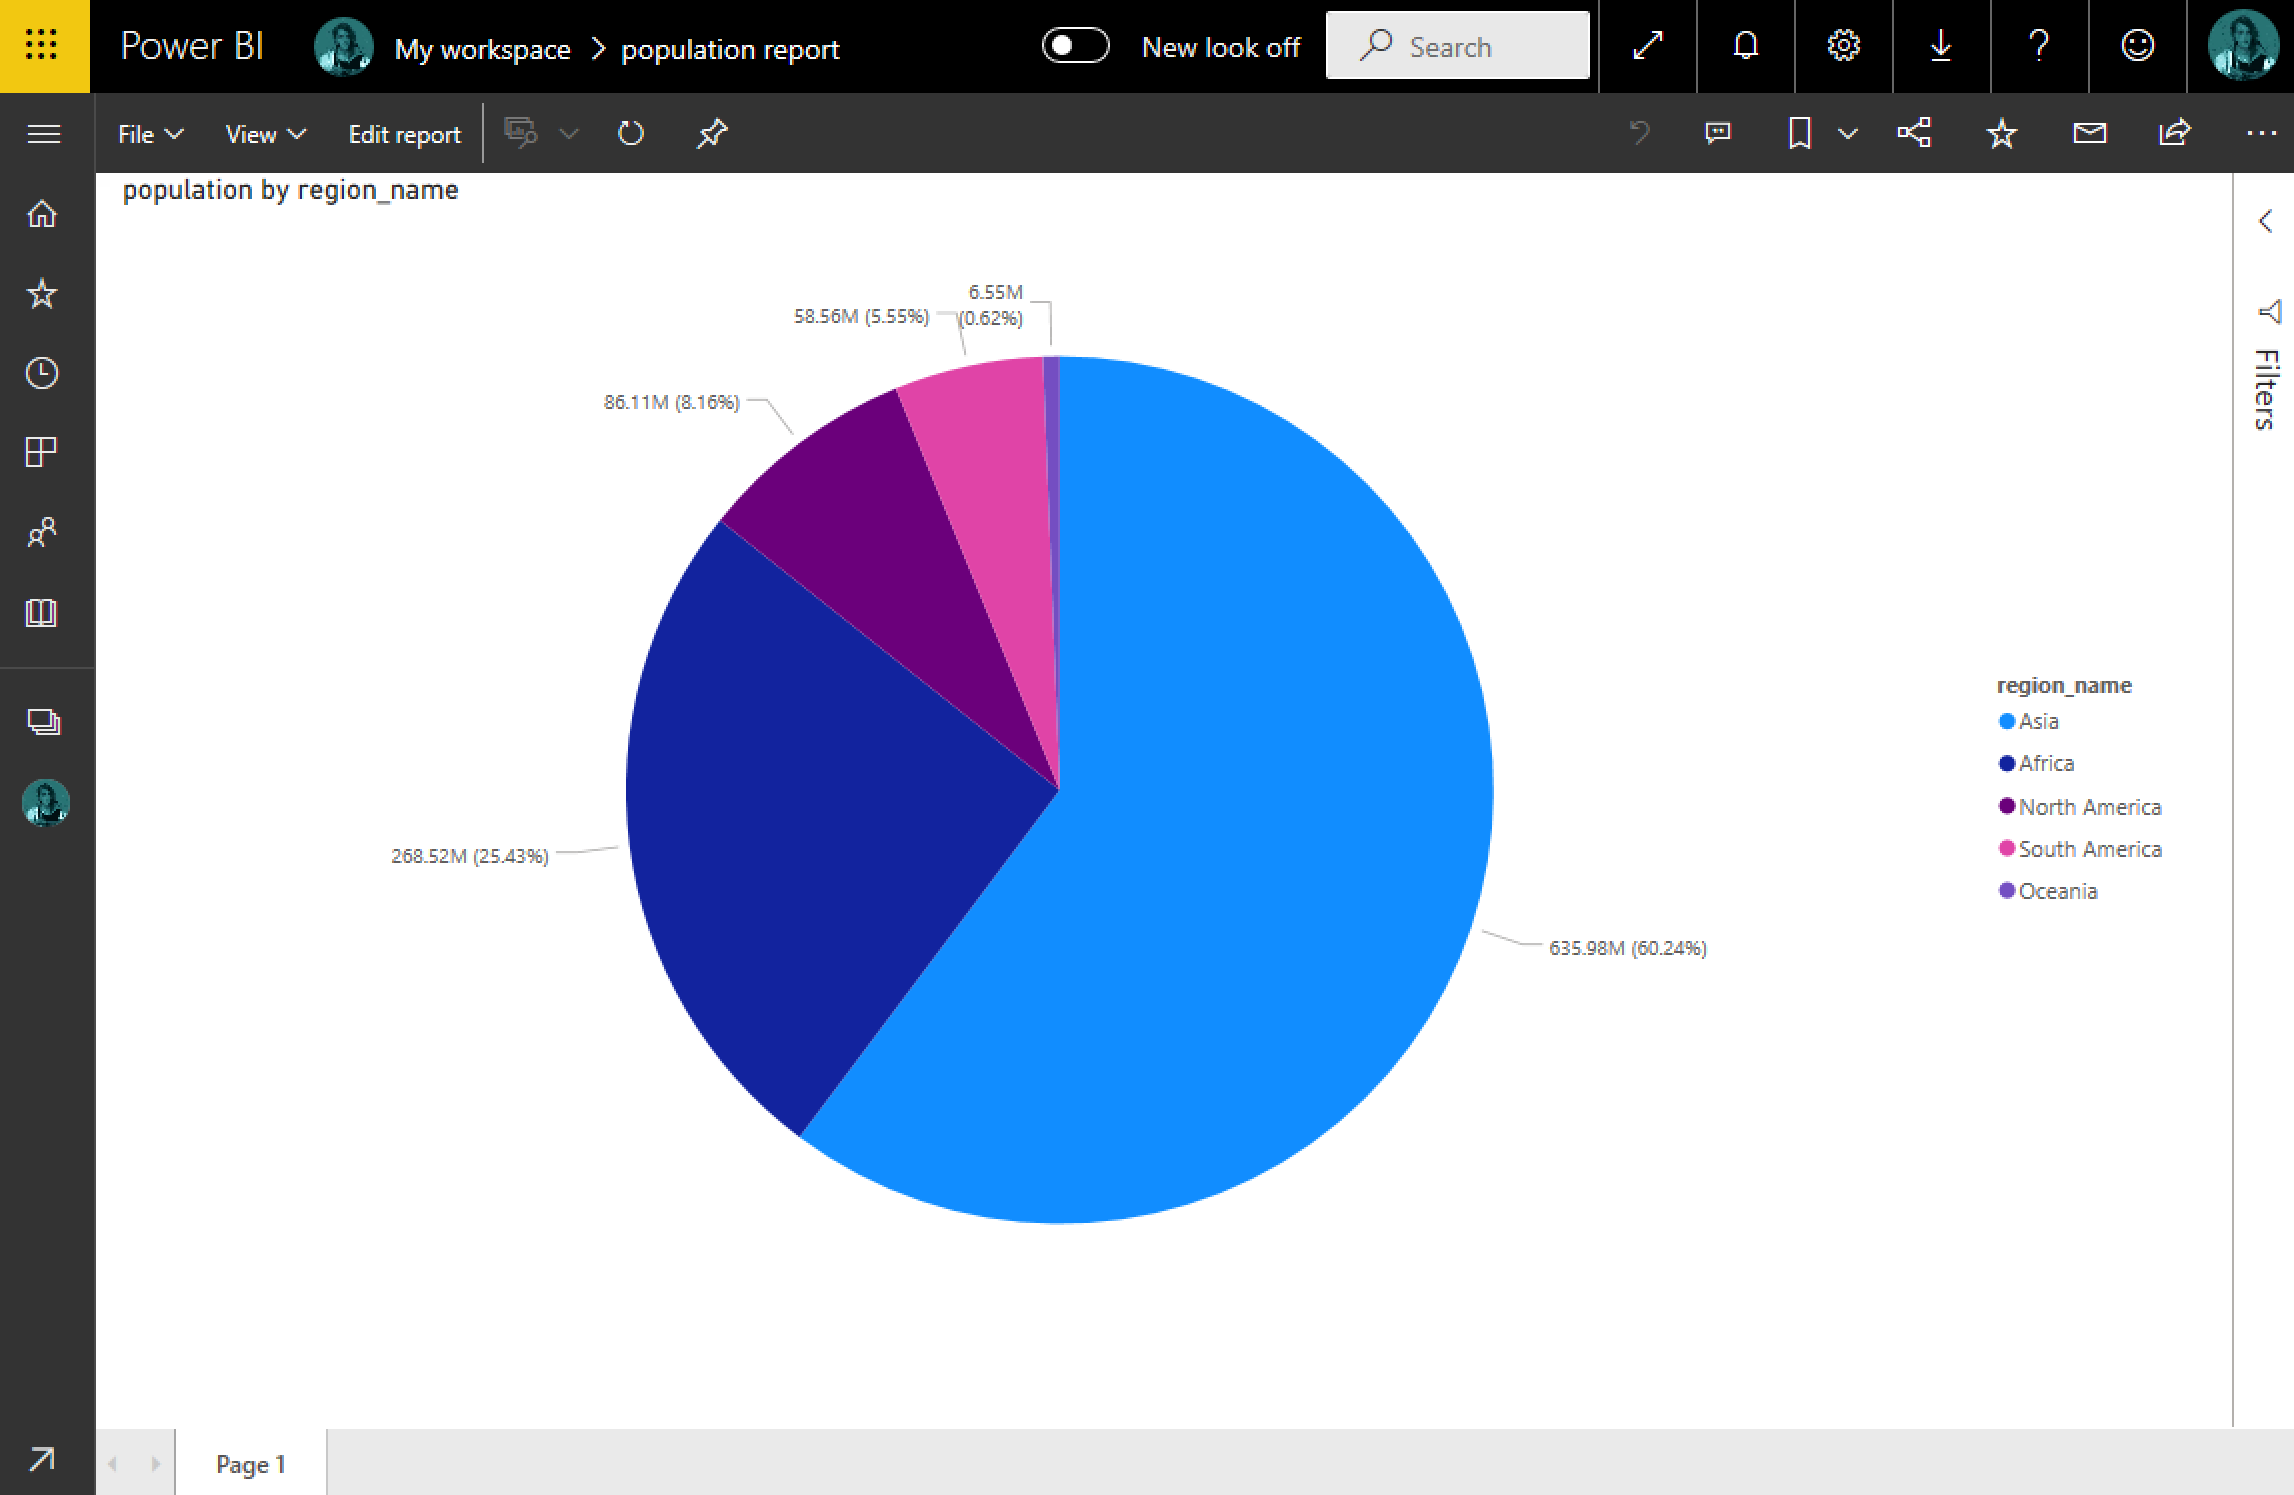 Power BI
My workspace > population report
New look off
Search
File
View
Edit report
population by region_name
Filters
6.55M
(0.62%)
58.56M (5.55%)
86.11M (8.16%)
268.52M (25.43%)
635.98M (60.24%)
region_name
Asia
Africa
North America
South America
Oceania
Page 1